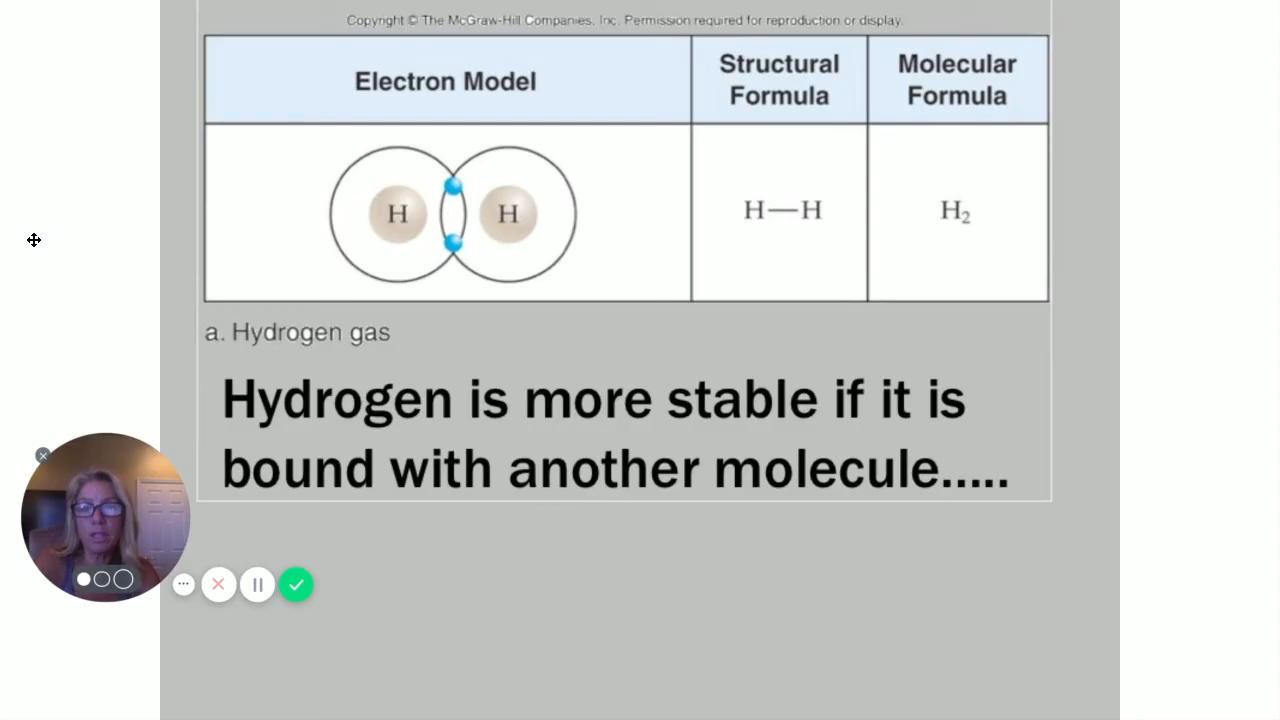 Copyright © The McGraw-Hill Companies, Inc. Permission required for reproduction or display.
Electron Model
Structural
Formula
Molecular
Formula
H H
H—H
H₂
a. Hydrogen gas
Hydrogen is more stable if it is
bound with another molecule.....